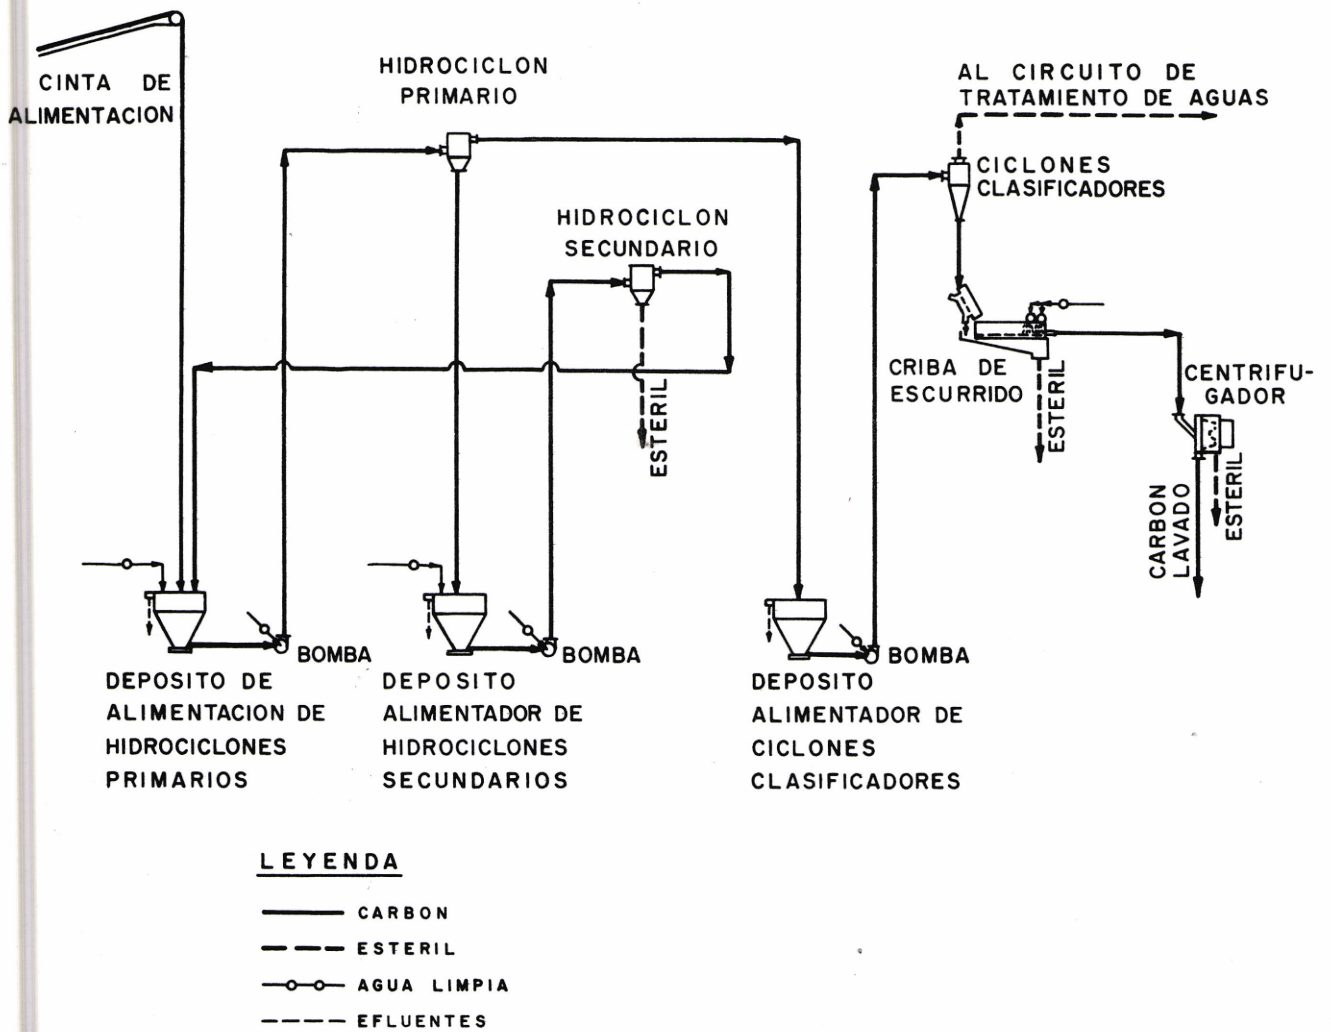 CINTA DE
ALIMENTACION
HIDROCICLON
PRIMARIO
AL CIRCUITO DE
TRATAMIENTO DE AGUAS
CICLONES
CLASIFICADORES
HIDROCICLON
SECUNDARIO
ESTERIL
CRIBA DE
ESCURRIDO
ESTERIL
CENTRIFU-
GADOR
CARBON
LAVADO
ESTERIL
BOMBA
BOMBA
BOMBA
DEPOSITO DE
ALIMENTACION DE
HIDROCICLONES
PRIMARIOS
DEPOSITO
ALIMENTADOR DE
HIDROCICLONES
SECUNDARIOS
DEPOSITO
ALIMENTADOR DE
CICLONES
CLASIFICADORES
LEYENDA
CARBON
ESTERIL
AGUA LIMPIA
EFLUENTES